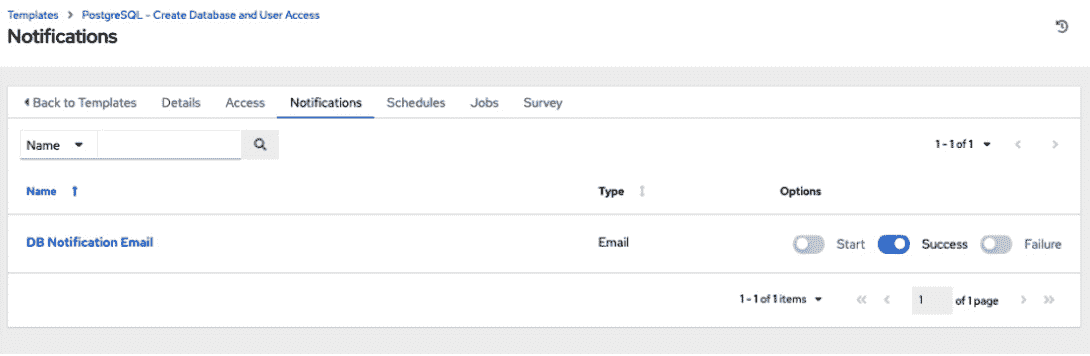 Templates > PostgreSQL - Create Database and User Access
Notifications
Back to Templates Details Access Notifications Schedules Jobs Survey
Name 1 - 1 of 1
Name Type Options
DB Notification Email Email Start Success Failure
1 - 1 of 1 items 1 of 1 page